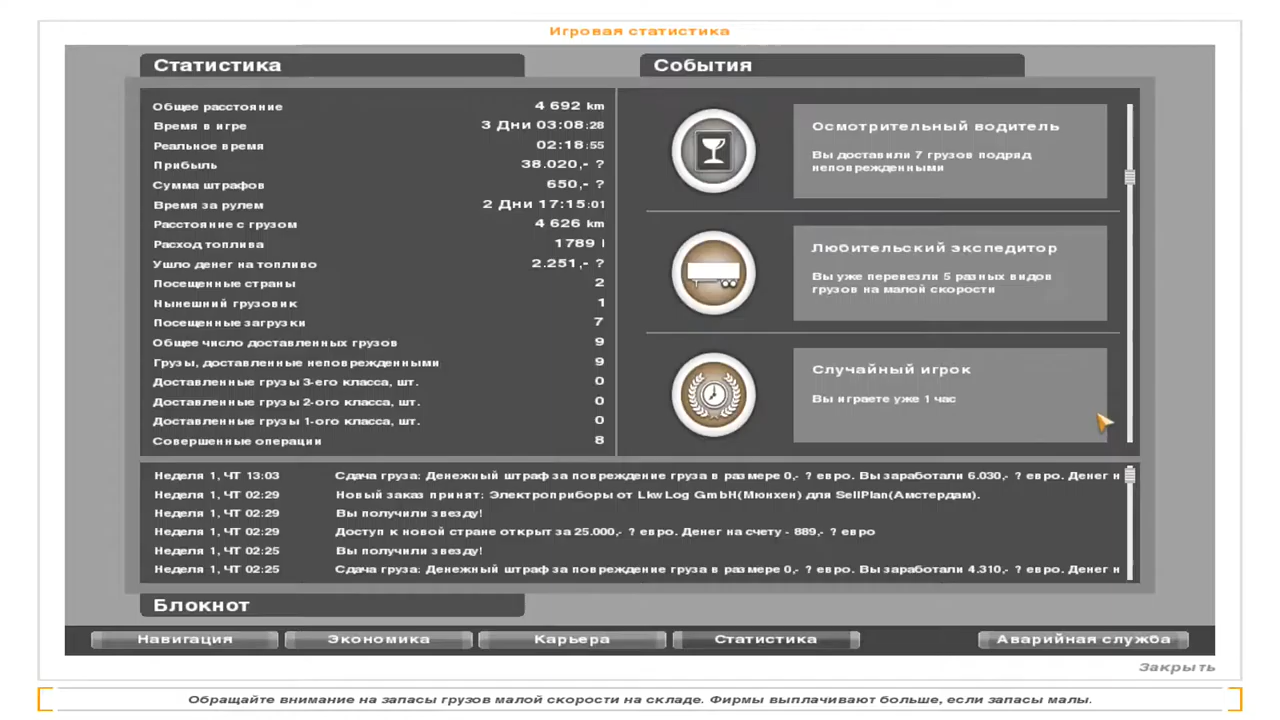 Игровая статистика
Статистика
События
Общее расстояние 4 692 km
Время в игре 3 Дни 03:08:28
Реальное время 02:18:55
Прибыль 38.020,- ?
Сумма штрафов 650,- ?
Время за рулем 2 Дни 17:15:01
Расстояние с грузом 4 626 km
Расход топлива 1789 l
Ушло денег на топливо 2.251,- ?
Посещенные страны 2
Нынешний грузовик 1
Посещенные загрузки 7
Общее число доставленных грузов 9
Грузы, доставленные неповрежденными 9
Доставленные грузы 3-его класса, шт. 0
Доставленные грузы 2-ого класса, шт. 0
Доставленные грузы 1-ого класса, шт. 0
Совершенные операции 8
Осмотрительный водитель
Вы доставили 7 грузов подряд
неповрежденными
Любительский экспедитор
Вы уже перевезли 5 разных видов
грузов на малой скорости
Случайный игрок
Вы играете уже 1 час
Неделя 1, ЧТ 13:03 Сдача груза: Денежный штраф за повреждение груза в размере 0,- ? евро. Вы заработали 6.030,- ? евро. Денег н
Неделя 1, ЧТ 02:29 Новый заказ принят: Электроприборы от LkwLog GmbH(Мюнхен) для SellPlan(Амстердам).
Неделя 1, ЧТ 02:29 Вы получили звезду!
Неделя 1, ЧТ 02:29 Доступ к новой стране открыт за 25.000,- ? евро. Денег на счету - 889,- ? евро
Неделя 1, ЧТ 02:25 Вы получили звезду!
Неделя 1, ЧТ 02:25 Сдача груза: Денежный штраф за повреждение груза в размере 0,- ? евро. Вы заработали 4.310,- ? евро. Денег н
Блокнот
Навигация Экономика Карьера Статистика Аварийная служба
Закрыть
Обращайте внимание на запасы грузов малой скорости на складе. Фирмы выплачивают больше, если запасы малы.